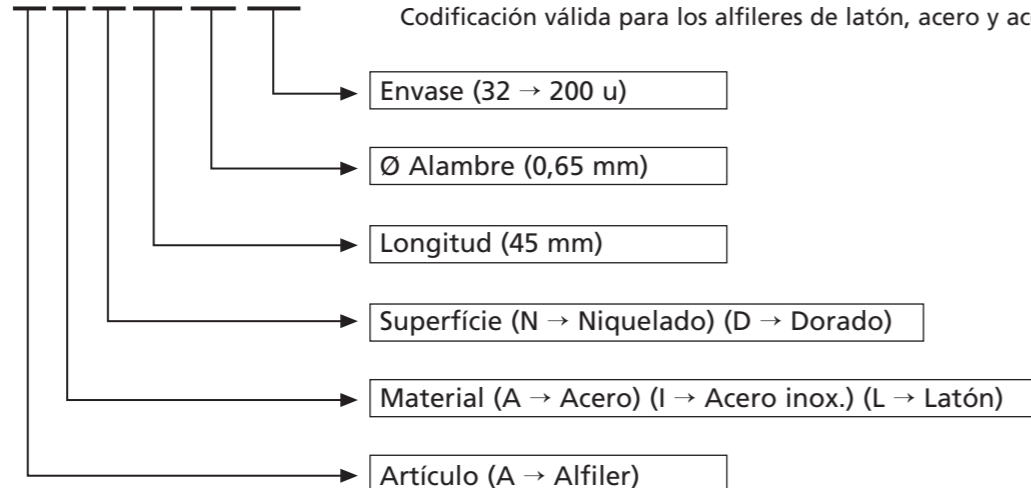 Codificación válida para los alfileres de latón, acero y
Envase (32 → 200 u)
Ø Alambre (0,65 mm)
Longitud (45 mm)
Superfície (N → Niquelado) (D → Dorado)
Material (A → Acero) (I → Acero inox.) (L → Latón)
Artículo (A → Alfiler)